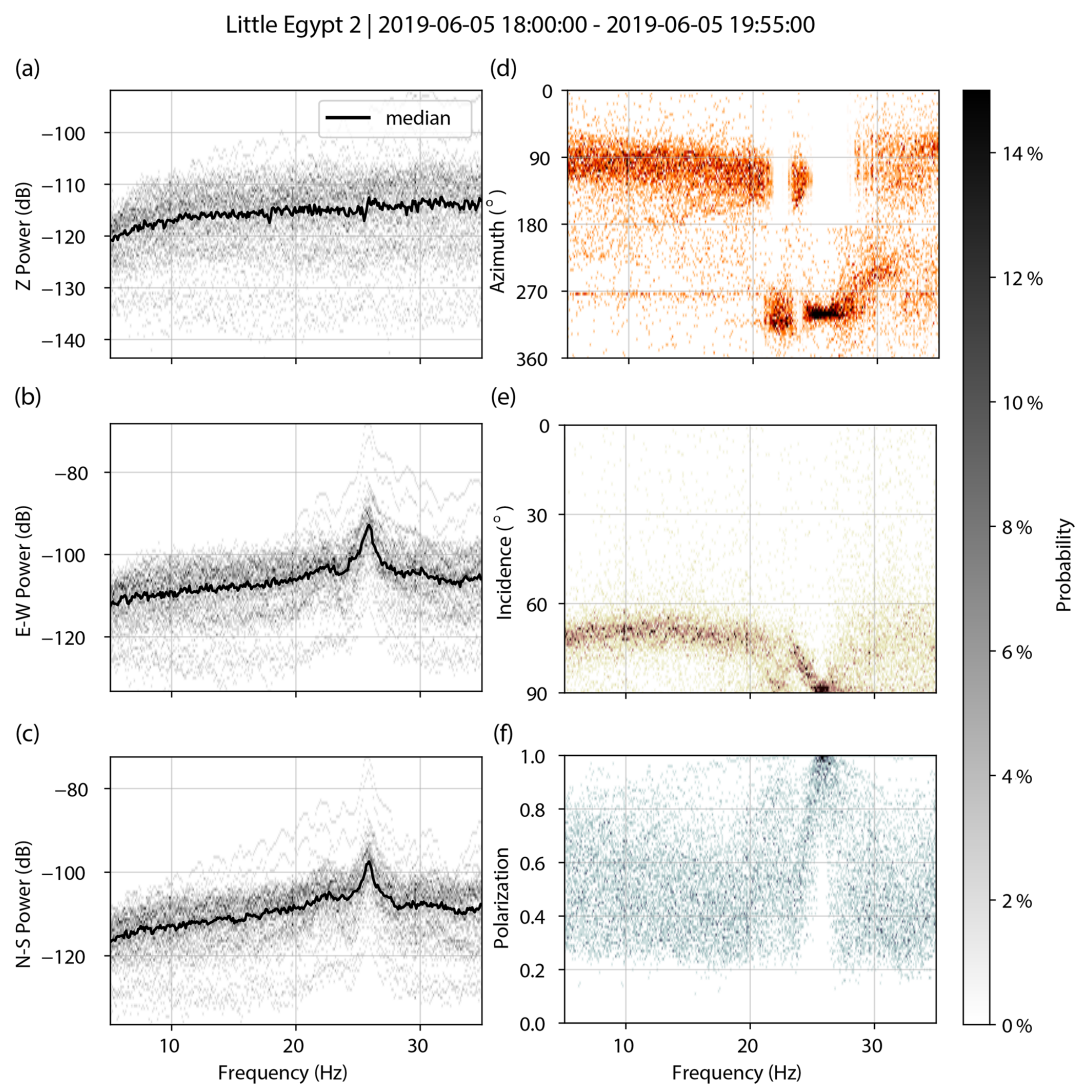 Little Egypt 2 | 2019-06-05 18:00:00 - 2019-06-05 19:55:00
(a)
median
Z Power (dB)
−100
−110
−120
−130
−140
(d)
Azimuth (°)
0
90
180
270
360
(b)
E-W Power (dB)
−80
−100
−120
(e)
Incidence (°)
0
30
60
90
(c)
N-S Power (dB)
−80
−100
−120
10 20 30
Frequency (Hz)
(f)
Polarization
1.0
0.8
0.6
0.4
0.2
0.0
10 20 30
Frequency (Hz)
14 %
12 %
10 %
8 %
6 %
4 %
2 %
0 %
Probability